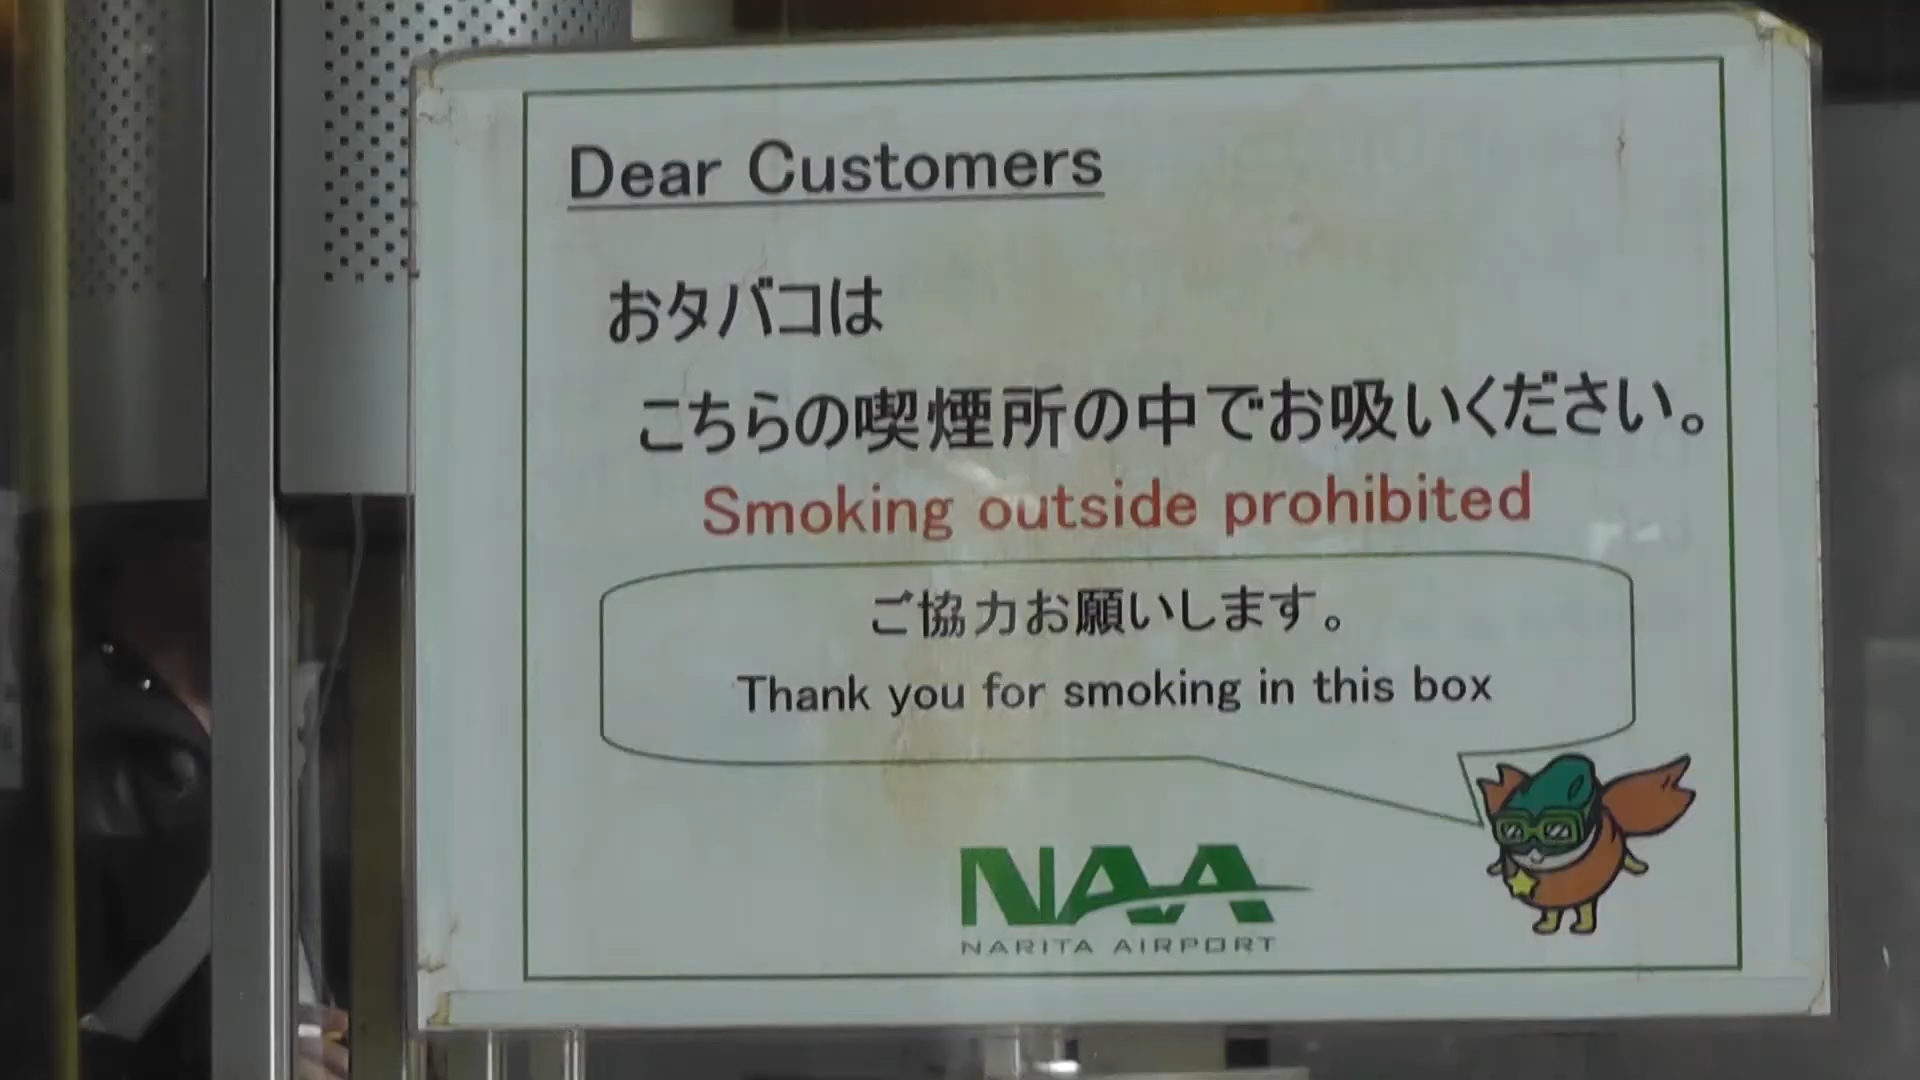 Dear Customers
おタバコは
こちらの喫煙所の中でお吸いください。
Smoking outside prohibited
ご協力お願いします。
Thank you for smoking in this box
NAA
NARITA AIRPORT